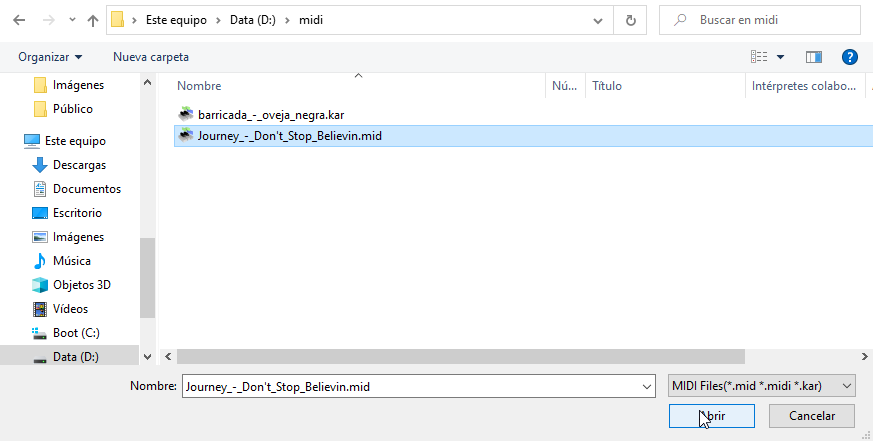 Este equipo > Data (D:) > midi
Buscar en midi
Organizar
Nueva carpeta
?
Nombre
Nú...
Título
Intérpretes colabo...
Imágenes
Público
Este equipo
Descargas
Documentos
Escritorio
Imágenes
Música
Objetos 3D
Vídeos
Boot (C:)
Data (D:)
barricada_-_oveja_negra.kar
Journey_-_Don't_Stop_Believin.mid
Nombre:
Journey_-_Don't_Stop_Believin.mid
MIDI Files(*.mid *.midi *.kar)
Abrir
Cancelar